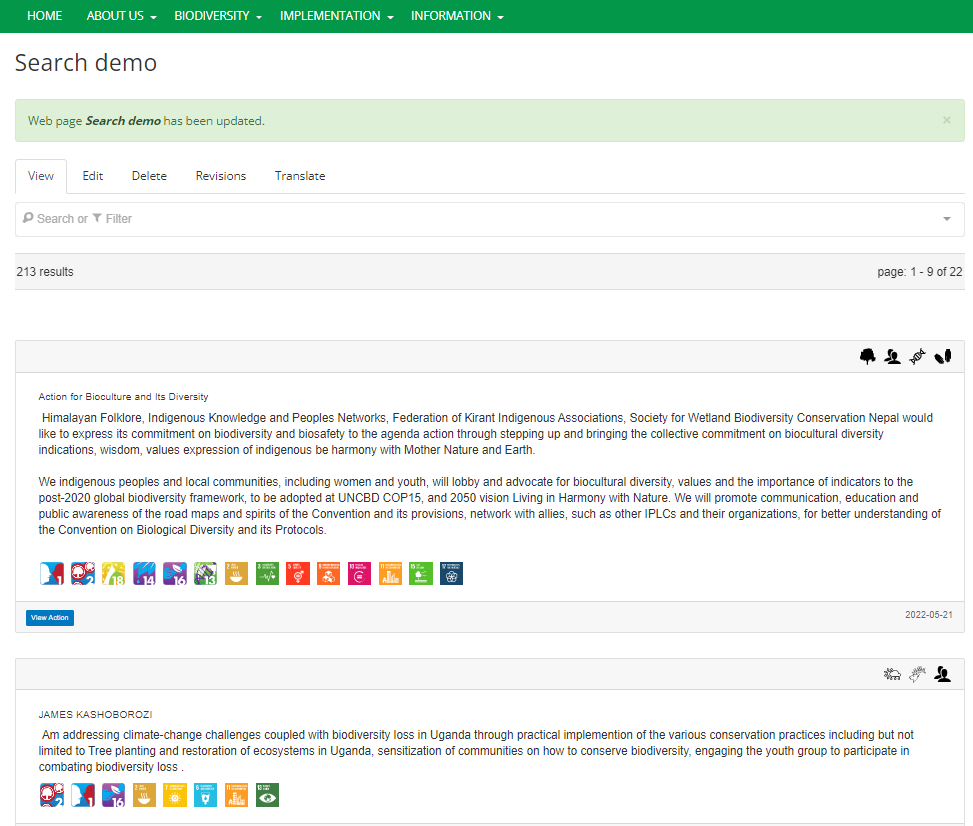 HOME ABOUT US BIODIVERSITY IMPLEMENTATION INFORMATION
Search demo
Web page Search demo has been updated.
×
View Edit Delete Revisions Translate
Search or Filter
213 results
page: 1 - 9 of 22
Action for Bioculture and Its Diversity
Himalayan Folklore, Indigenous Knowledge and Peoples Networks, Federation of Kirant Indigenous Associations, Society for Wetland Biodiversity Conservation Nepal would
like to express its commitment on biodiversity and biosafety to the agenda action through stepping up and bringing the collective commitment on biocultural diversity
indications, wisdom, values expression of indigenous be harmony with Mother Nature and Earth.
We indigenous peoples and local communities, including women and youth, will lobby and advocate for biocultural diversity, values and the importance of indicators to the
post-2020 global biodiversity framework, to be adopted at UNCBD COP15, and 2050 vision Living in Harmony with Nature. We will promote communication, education and
public awareness of the road maps and spirits of the Convention and its provisions, network with allies, such as other IPLCs and their organizations, for better understanding of
the Convention on Biological Diversity and its Protocols.
1 2 18 14 16 13
View Action
2022-05-21
JAMES KASHOBOROZI
Am addressing climate-change challenges coupled with biodiversity loss in Uganda through practical implemention of the various conservation practices including but not
limited to Tree planting and restoration of ecosystems in Uganda, sensitization of communities on how to conserve biodiversity, engaging the youth group to participate in
combating biodiversity loss .
2 1 16